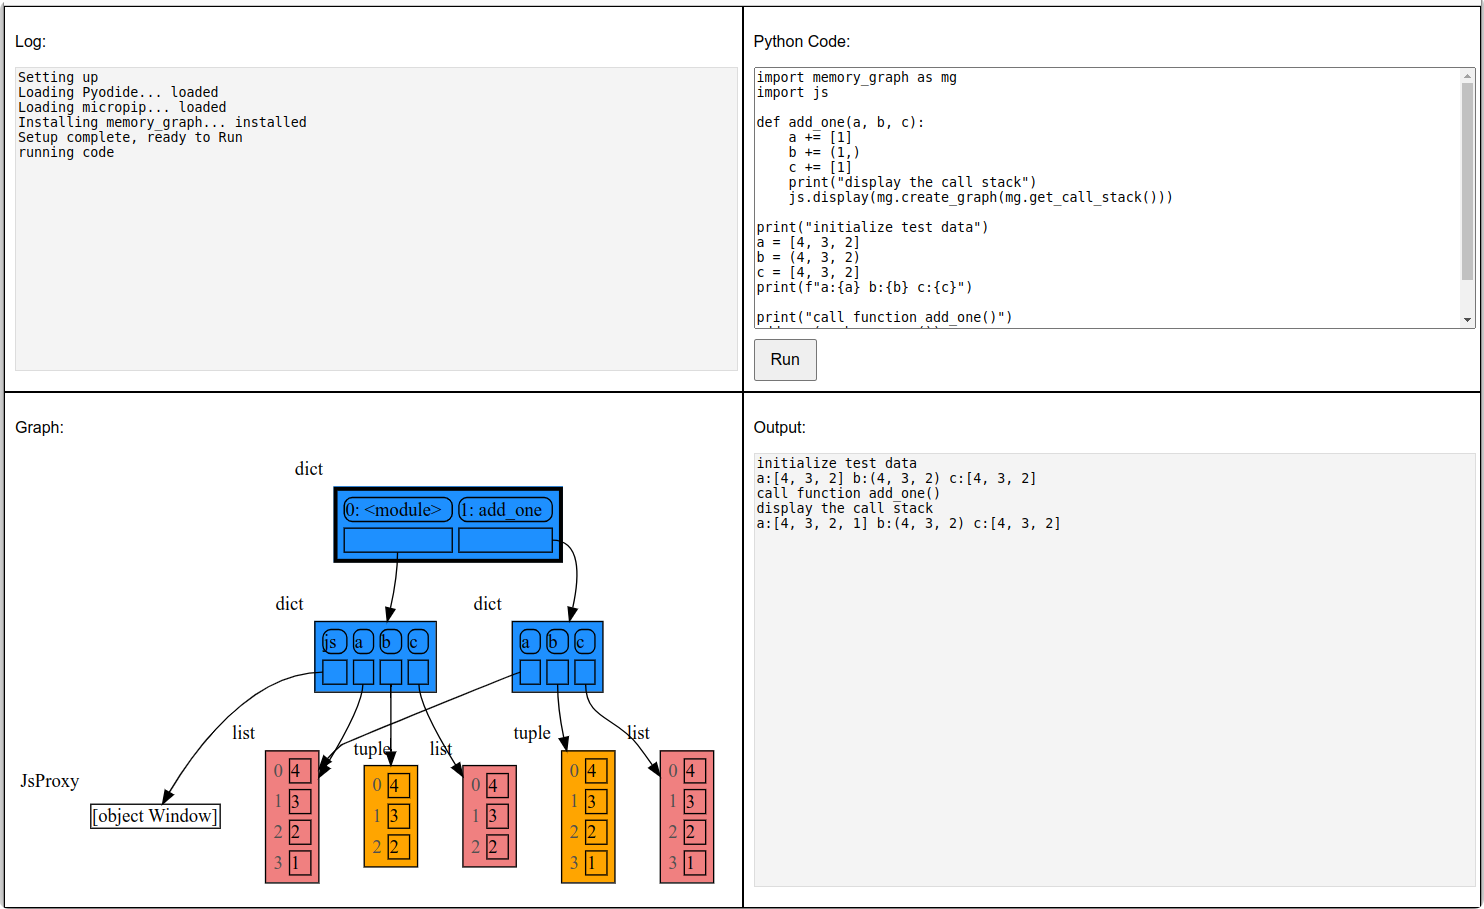 Log:
Setting up
Loading Pyodide... loaded
Loading micropip... loaded
Installing memory_graph... installed
Setup complete, ready to Run
running code
Python Code:
import memory_graph as mg
import js
def add_one(a, b, c):
    a += [1]
    b += (1,)
    c += [1]
    print("display the call stack")
    js.display(mg.create_graph(mg.get_call_stack()))
print("initialize test data")
a = [4, 3, 2]
b = (4, 3, 2)
c = [4, 3, 2]
print(f"a:{a} b:{b} c:{c}")
print("call function add_one()")
Run
Graph:
dict
0: <module> 1: add_one
dict dict
js a b c a b c
list tuple list tuple list
JsProxy
[object Window]
0 4
1 3
2 2
3 1
0 4
1 3
2 2
0 4
1 3
2 2
0 4
1 3
2 2
3 1
0 4
1 3
2 2
3 1
Output:
initialize test data
a:[4, 3, 2] b:(4, 3, 2) c:[4, 3, 2]
call function add_one()
display the call stack
a:[4, 3, 2, 1] b:(4, 3, 2) c:[4, 3, 2]